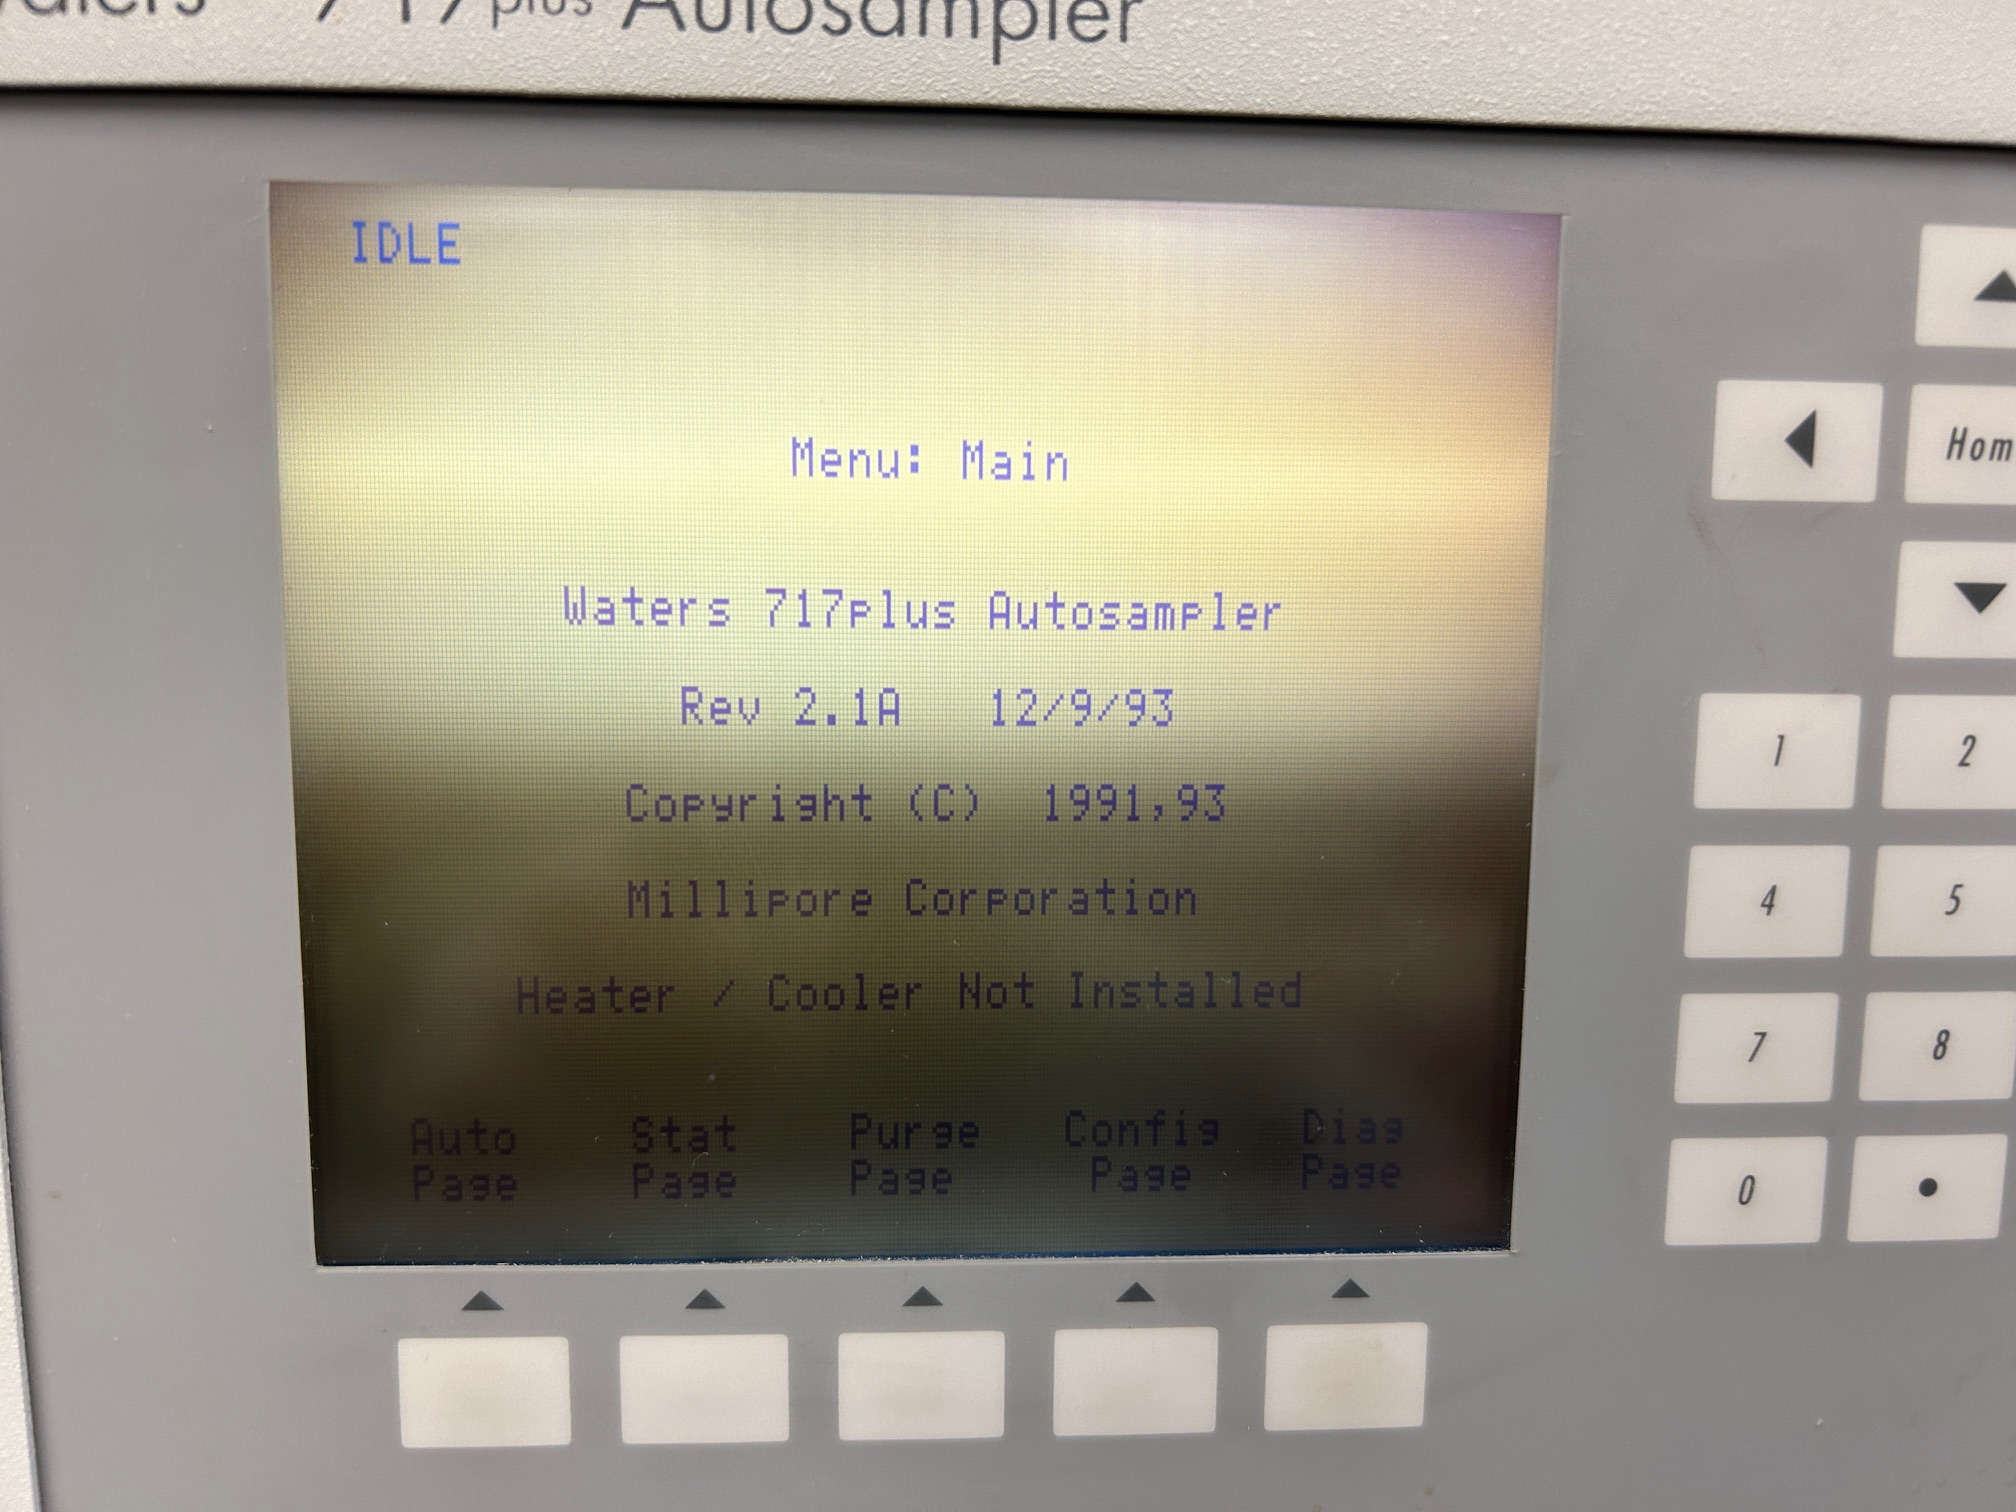 717plus Autosampler
IDLE
Menu: Main
Waters 717plus Autosampler
Rev 2.1A 12/9/93
Copyright (C) 1991,93
Millipore Corporation
Heater / Cooler Not Installed
Auto Stat Purge Config Diag
Page Page Page Page Page
Hom
1 2
4 5
7 8
0 •